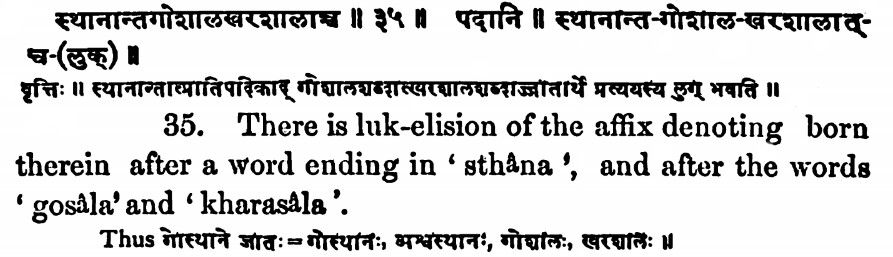 स्थानान्तगोशालखरशालाच्च ॥ ३५ ॥ पदानि ॥ स्थानान्त-गोशाल-खरशालात्-
च-(लुक्) ॥
वृत्तिः ॥ स्थानान्तात्प्रातिपदिकाद् गोशालशब्दात्खरशालशब्दाज्जातार्थे प्रत्ययस्य लुग् भवति ॥
35. There is luk-elision of the affix denoting born
therein after a word ending in ‘ sthâna ’, and after the words
‘ gosâla’ and ‘ kharasâla ’.
Thus गोस्थाने जातः = गोस्थानः, अश्वस्थानः, गोशालः, खरशालः ॥